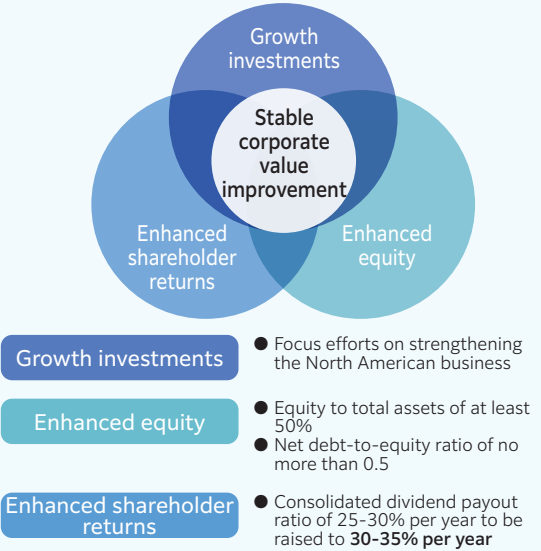 Growth
investments
Stable
corporate
value
improvement
Enhanced
shareholder
returns
Enhanced
equity
Growth investments
● Focus efforts on strengthening
the North American business
Enhanced equity
● Equity to total assets of at least
50%
● Net debt-to-equity ratio of no
more than 0.5
Enhanced shareholder
returns
● Consolidated dividend payout
ratio of 25-30% per year to be
raised to 30-35% per year